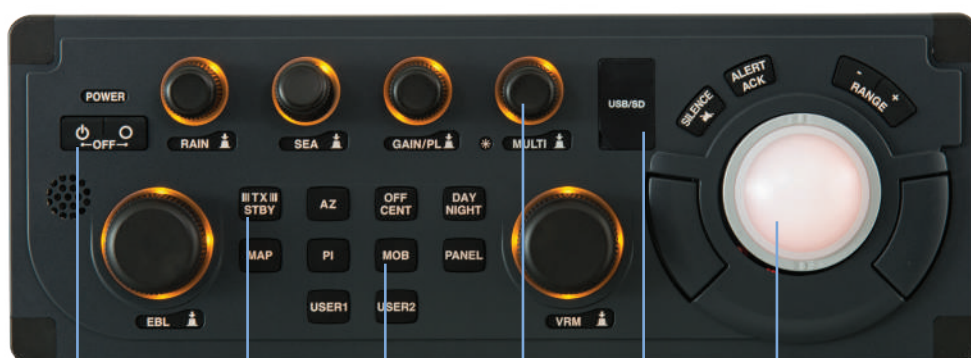 POWER
OFF
RAIN
SEA
GAIN/PL
MULTI
USB/SD
SILENCE
ALERT
ACK
- RANGE +
TX
STBY
AZ
OFF
CENT
DAY
NIGHT
MAP
PI
MOB
PANEL
USER1
USER2
EBL
VRM